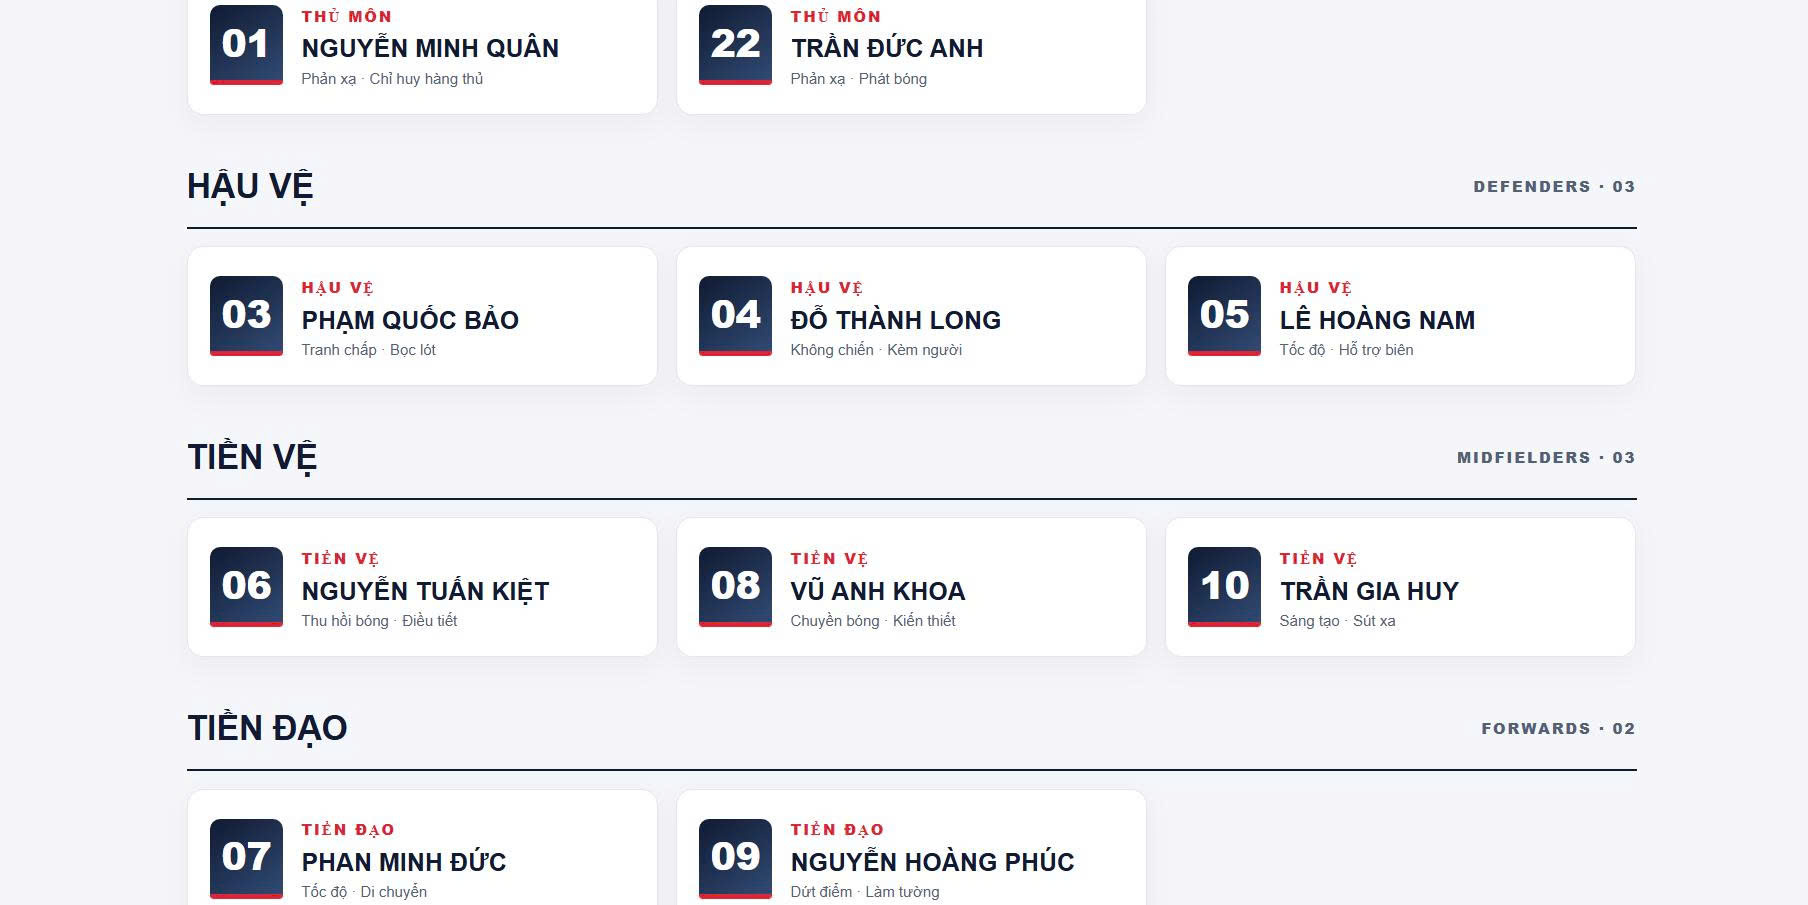 01
THỦ MÔN
NGUYỄN MINH QUÂN
Phản xạ · Chỉ huy hàng thủ
22
THỦ MÔN
TRẦN ĐỨC ANH
Phản xạ · Phát bóng
HẬU VỆ
DEFENDERS · 03
03
HẬU VỆ
PHẠM QUỐC BẢO
Tranh chấp · Bọc lót
04
HẬU VỆ
ĐỖ THÀNH LONG
Không chiến · Kèm người
05
HẬU VỆ
LÊ HOÀNG NAM
Tốc độ · Hỗ trợ biên
TIỀN VỆ
MIDFIELDERS · 03
06
TIỀN VỆ
NGUYỄN TUẤN KIỆT
Thu hồi bóng · Điều tiết
08
TIỀN VỆ
VŨ ANH KHOA
Chuyền bóng · Kiến thiết
10
TIỀN VỆ
TRẦN GIA HUY
Sáng tạo · Sút xa
TIỀN ĐẠO
FORWARDS · 02
07
TIỀN ĐẠO
PHAN MINH ĐỨC
Tốc độ · Di chuyển
09
TIỀN ĐẠO
NGUYỄN HOÀNG PHÚC
Dứt điểm · Làm tường